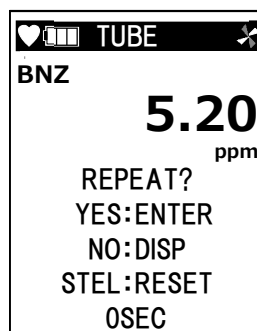 TUBE
BNZ
5.20
ppm
REPEAT?
YES:ENTER
NO:DISP
STEL:RESET
0SEC